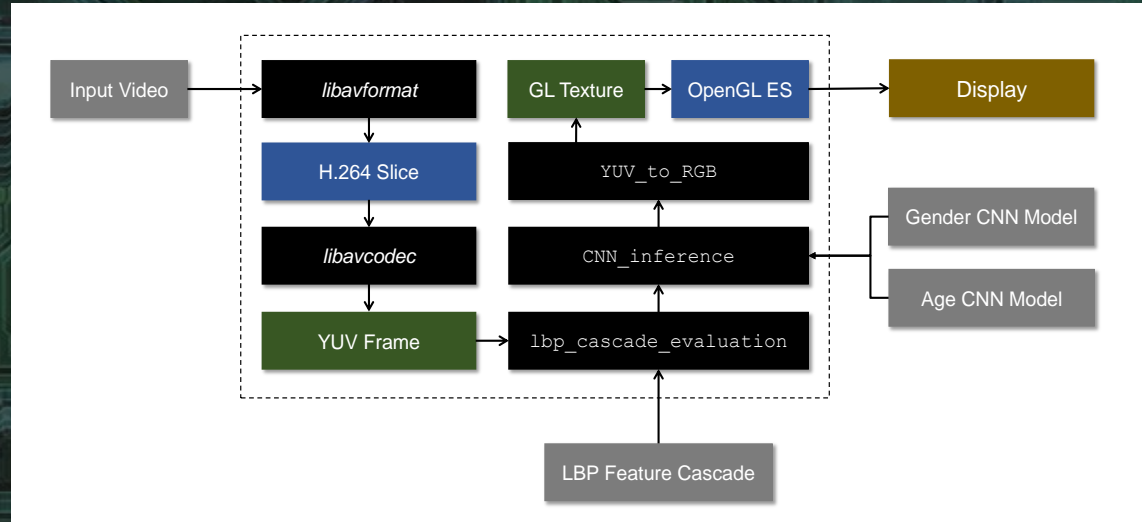 Input Video
libavformat
GL Texture
OpenGL ES
Display
H.264 Slice
YUV_to_RGB
Gender CNN Model
libavcodec
CNN_inference
Age CNN Model
YUV Frame
lbp_cascade_evaluation
LBP Feature Cascade